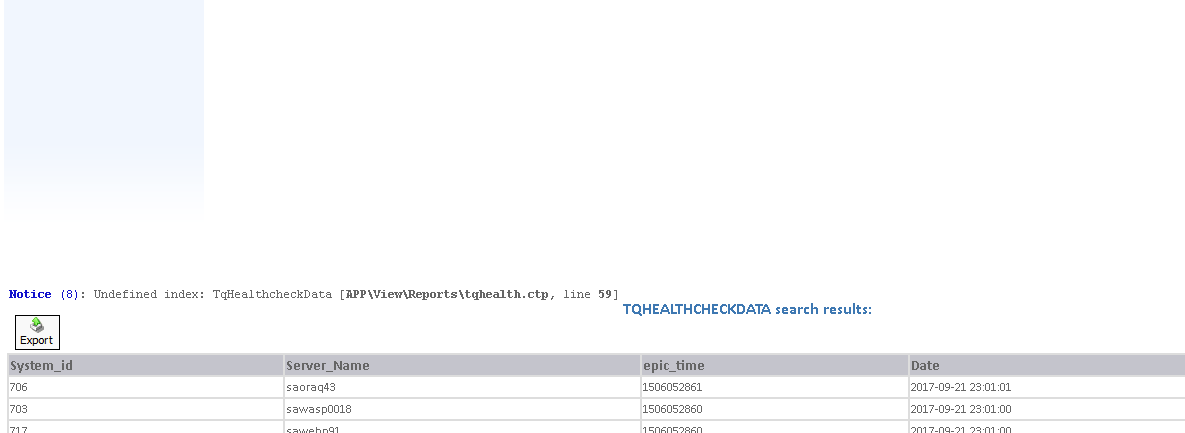 Notice (8): Undefined index: TqHealthcheckData [APP\View\Reports\tqhealth.ctp, line 59]
TQHEALTHCHECKDATA search results:
Export
System_id Server_Name epic_time Date
706 saoraq43 1506052861 2017-09-21 23:01:01
703 sawasp0018 1506052860 2017-09-21 23:01:00
717 sawebp91 1506052860 2017-09-21 23:01:00